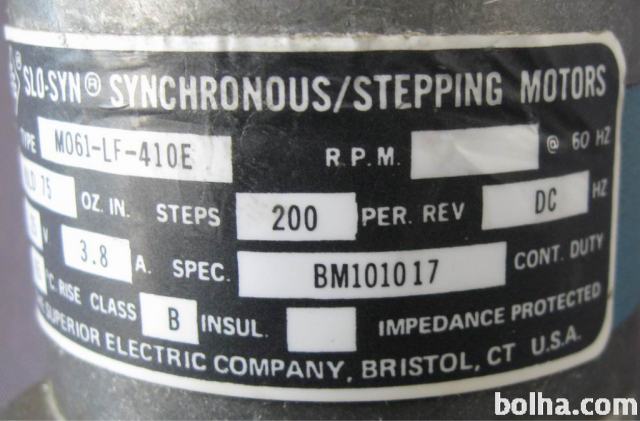 SLO-SYN® SYNCHRONOUS/STEPPING MOTORS
TYPE M061-LF-410E R.P.M. @ 60 HZ
75 OZ. IN. STEPS 200 PER. REV DC HZ
V 3.8 A. SPEC. BM101017 CONT. DUTY
°C. RISE CLASS B INSUL. IMPEDANCE PROTECTED
SUPERIOR ELECTRIC COMPANY, BRISTOL, CT U.S.A.
bolha.com